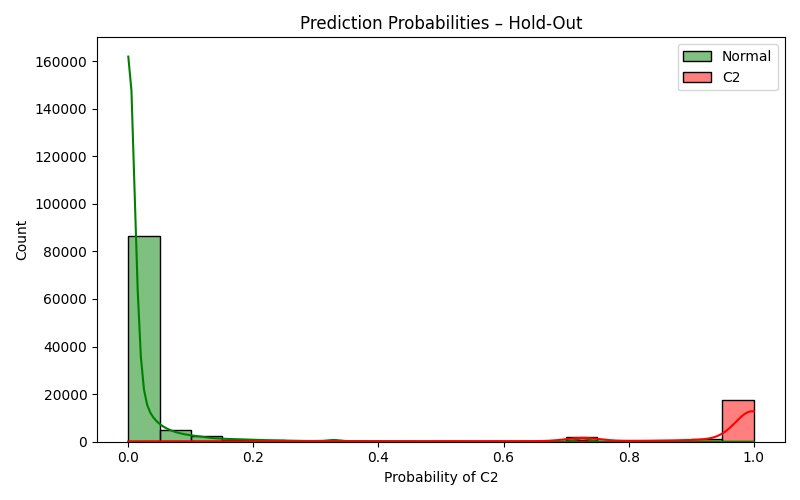 Prediction Probabilities – Hold-Out
Normal
C2
160000
140000
120000
100000
80000
60000
40000
20000
0
Count
0.0 0.2 0.4 0.6 0.8 1.0
Probability of C2